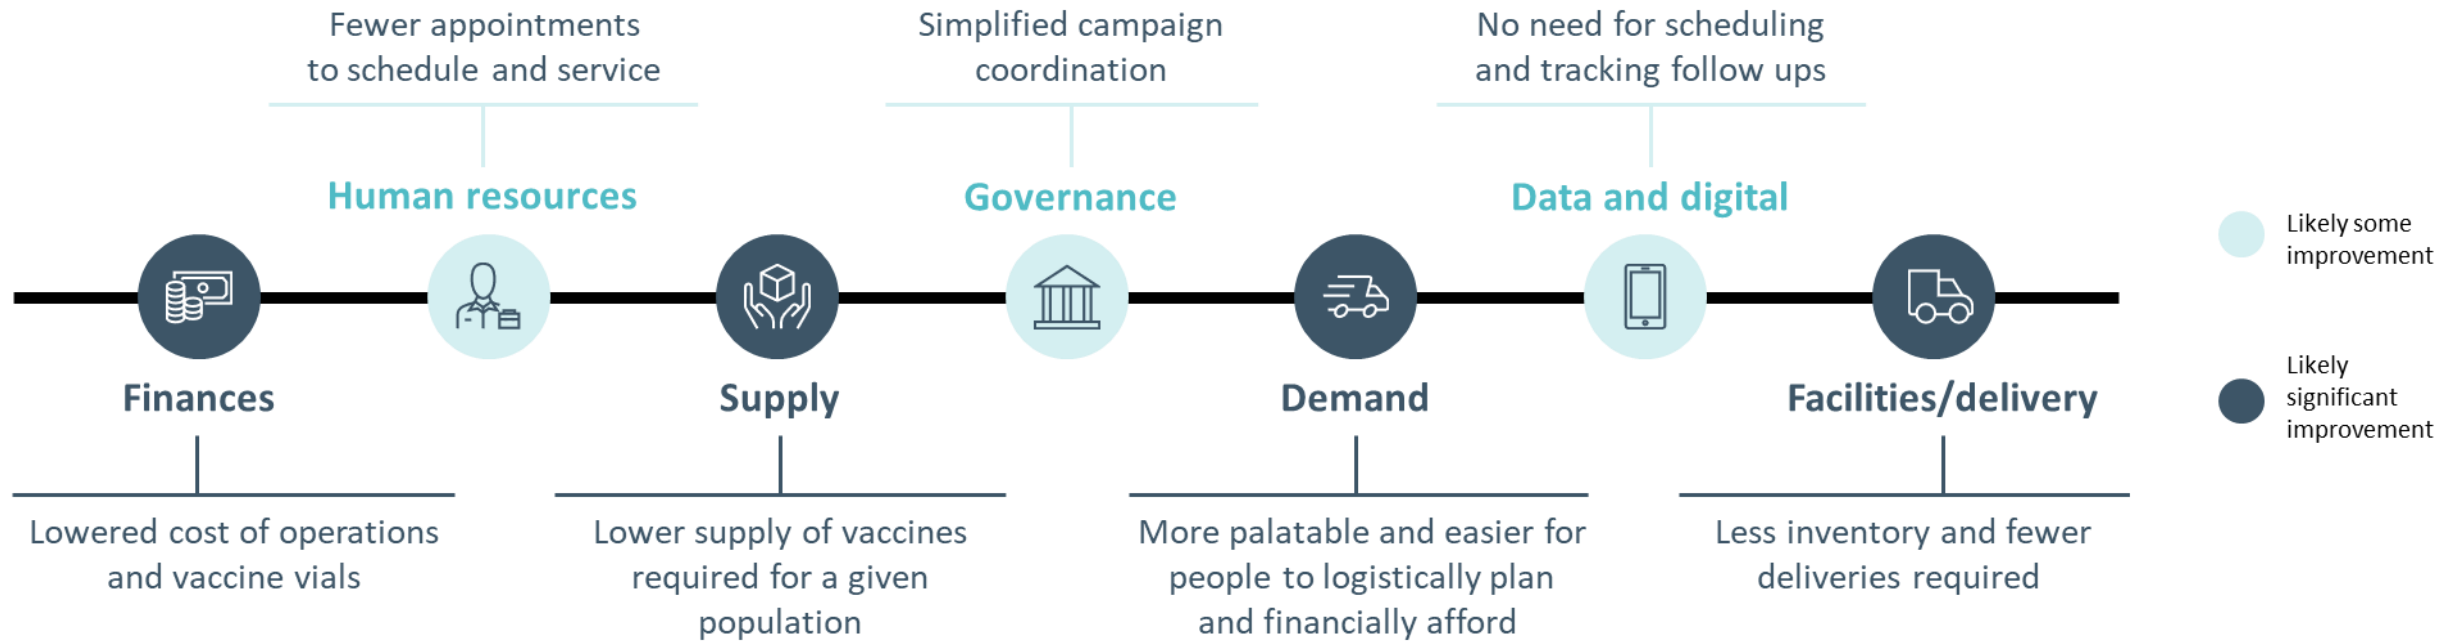 Fewer appointments
to schedule and service
Simplified campaign
coordination
No need for scheduling
and tracking follow ups
Human resources
Governance
Data and digital
Likely some
improvement
Likely
significant
improvement
Finances
Supply
Demand
Facilities/delivery
Lowered cost of operations
and vaccine vials
Lower supply of vaccines
required for a given
population
More palatable and easier for
people to logistically plan
and financially afford
Less inventory and fewer
deliveries required